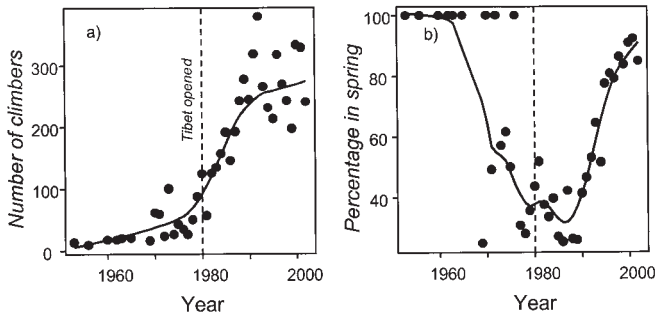 a)
Number of climbers
300
200
100
0
Tibet opened
1960
1980
2000
Year
b)
Percentage in spring
100
80
60
40
1960
1980
2000
Year